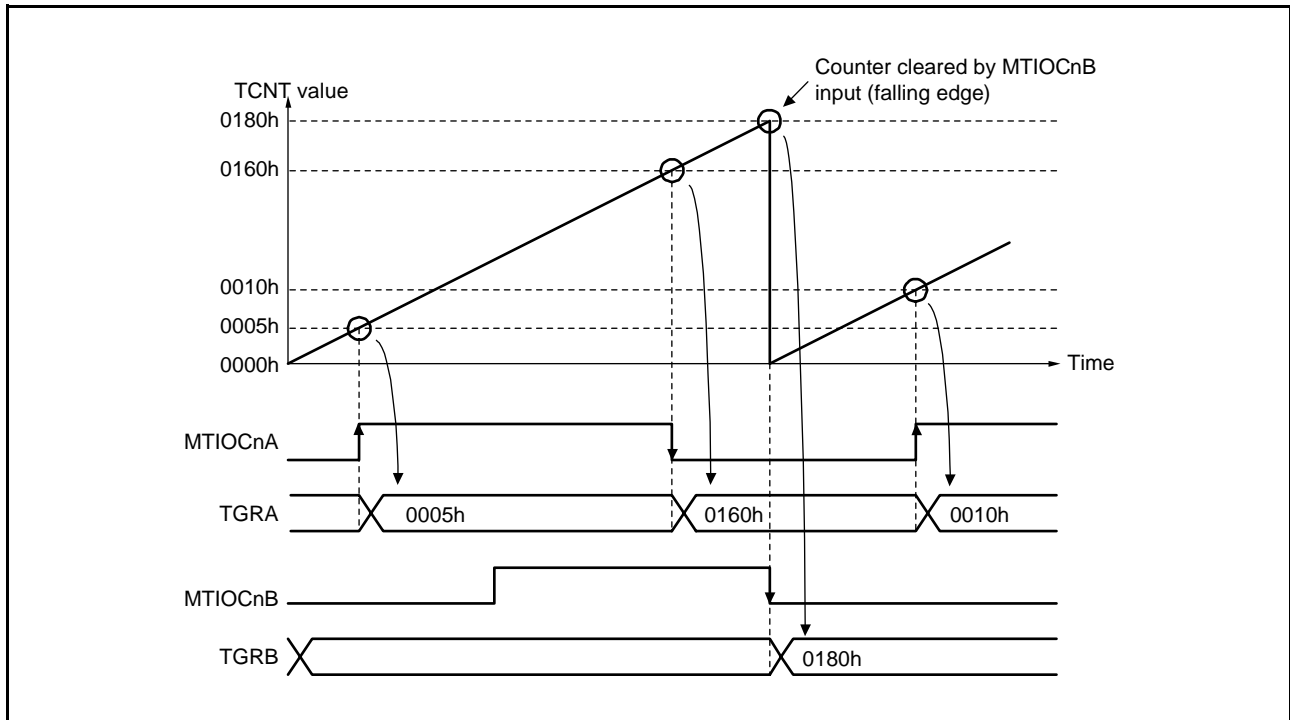 Counter cleared by MTIOCnB
input (falling edge)
TCNT value
0180h
0160h
0010h
0005h
0000h
Time
MTIOCnA
TGRA
0005h
0160h
0010h
MTIOCnB
TGRB
0180h